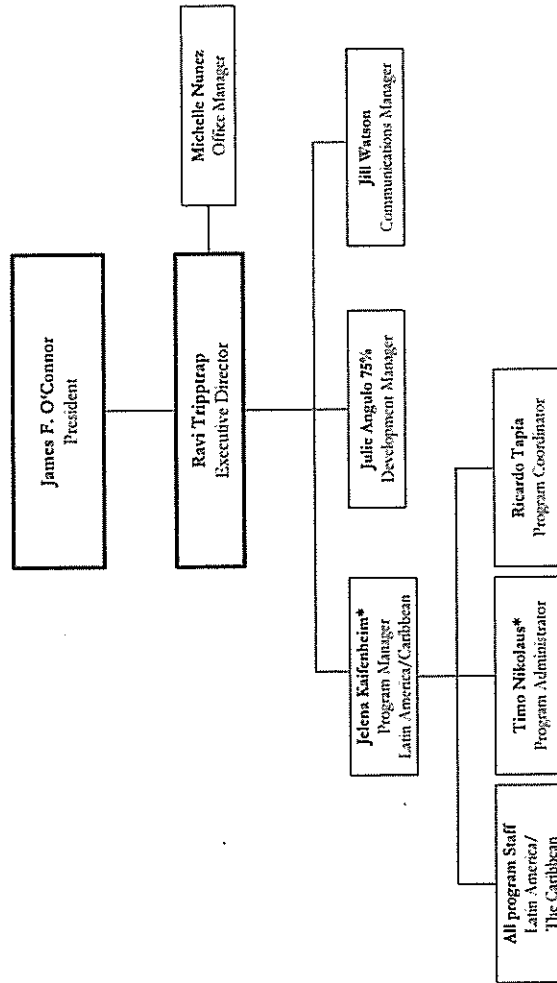 James F. O'Connor
President
Michelle Nunez
Office Manager
Ravi Tripptrap
Executive Director
Jelena Kaifenheim*
Program Manager
Latin America/Caribbean
Julie Angulo 75%
Development Manager
Jill Watson
Communications Manager
All program Staff
Latin America/
The Caribbean
Timo Nikolaus*
Program Administrator
Ricardo Tapia
Program Coordinator